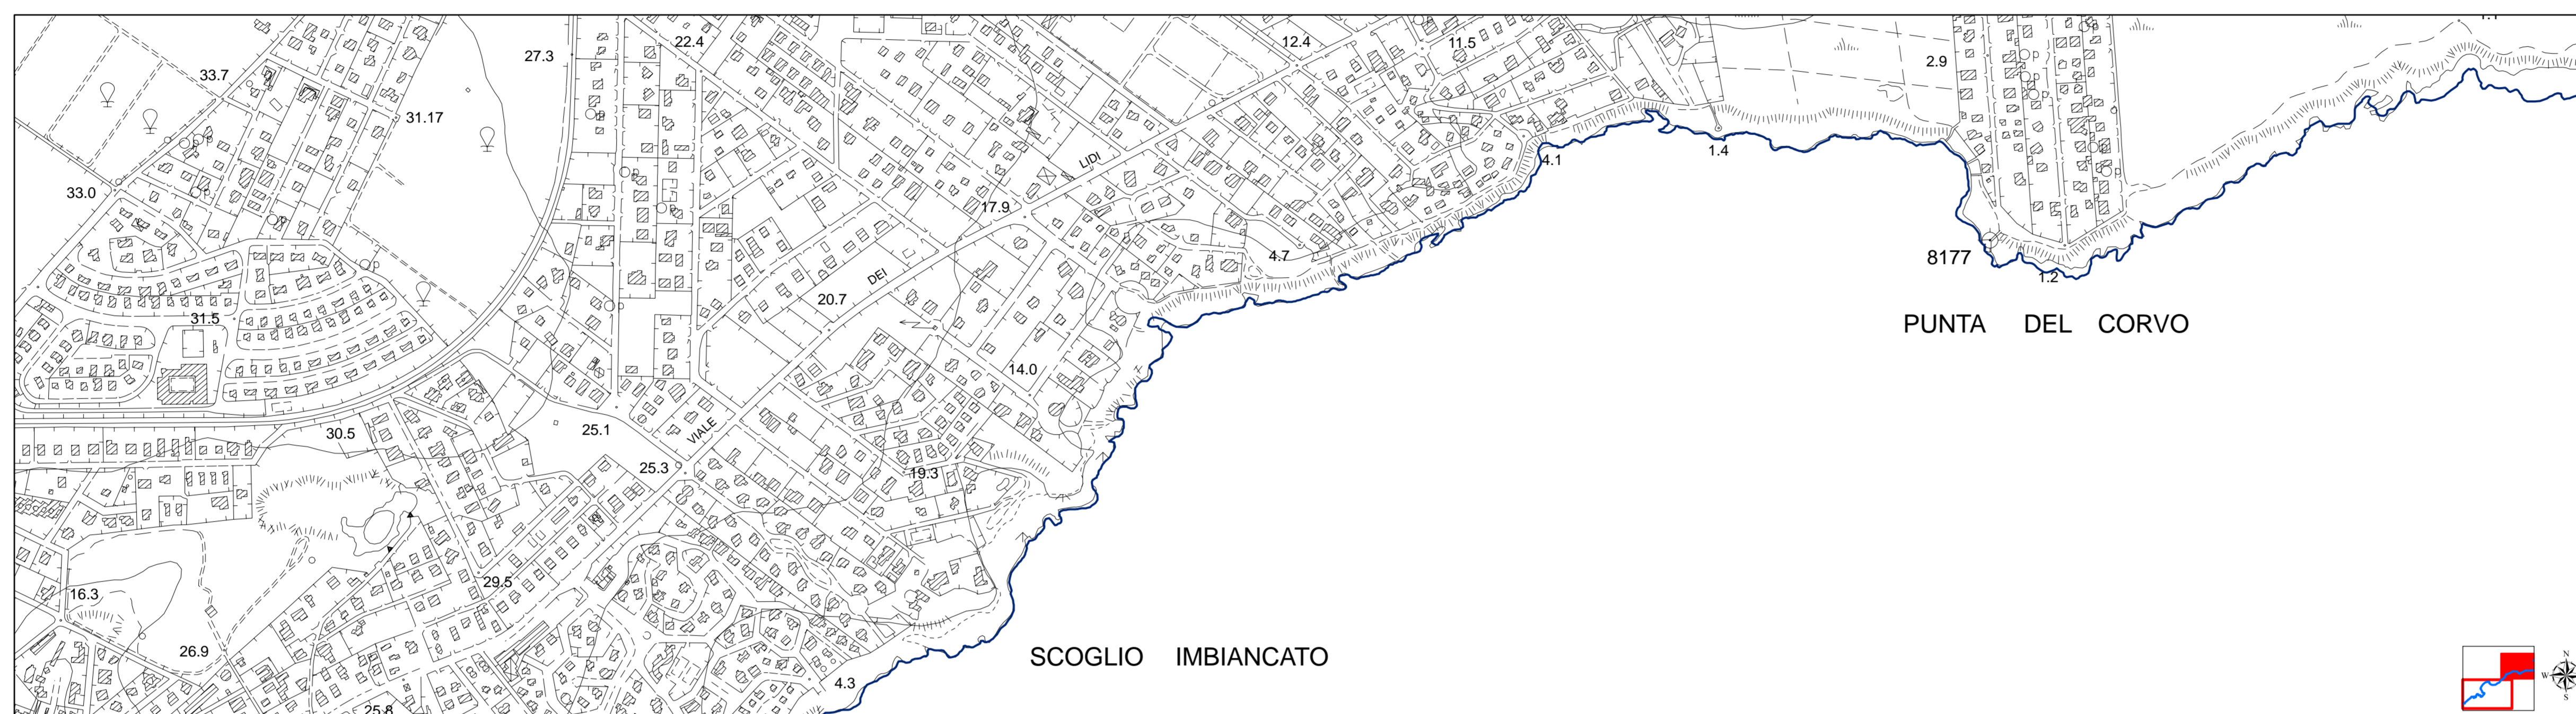 27.3
22.4
12.4
11.5
2.9
33.7
31.17
LIDI
1.4
4.1
33.0
17.9
4.7
8177
1.2
DEI
20.7
31.5
PUNTA DEL CORVO
14.0
VIALE
30.5
25.1
25.3
19.3
29.5
16.3
26.9
SCOGLIO IMBIANCATO
4.3
25.8
p
p
p
p
p
p
p
p
p
p
p
p
p
p
N
W
S